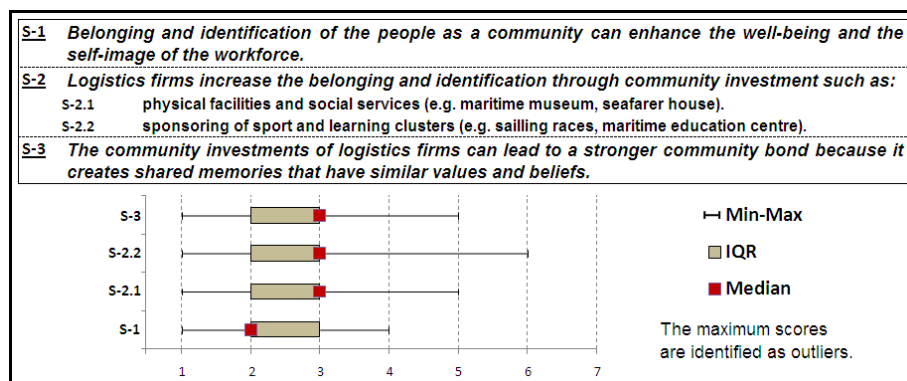 S-1 Belonging and identification of the people as a community can enhance the well-being and the
self-image of the workforce.
S-2 Logistics firms increase the belonging and identification through community investment such as:
S-2.1 physical facilities and social services (e.g. maritime museum, seafarer house).
S-2.2 sponsoring of sport and learning clusters (e.g. sailling races, maritime education centre).
S-3 The community investments of logistics firms can lead to a stronger community bond because it
creates shared memories that have similar values and beliefs.
S-3
S-2.2
S-2.1
S-1
1 2 3 4 5 6 7
Min-Max
IQR
Median
The maximum scores
are identified as outliers.